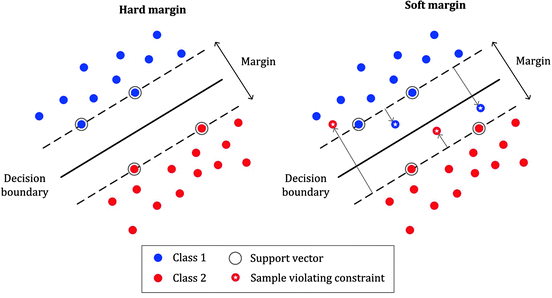 Hard margin
Soft margin
Margin
Margin
Decision
boundary
Decision
boundary
Class 1
Support vector
Class 2
Sample violating constraint